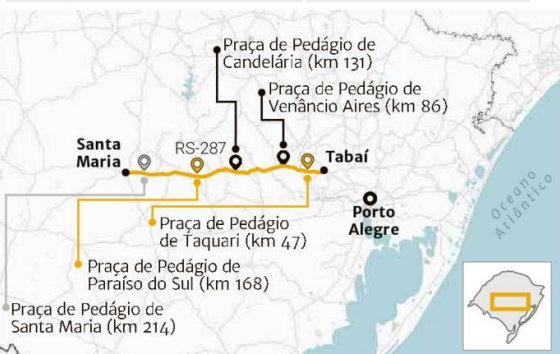 Praça de Pedágio de
Candelária (km 131)
Praça de Pedágio de
Venâncio Aires (km 86)
Santa
Maria
RS-287
Tabaí
Porto
Alegre
Oceano
Atlântico
Praça de Pedágio
de Taquari (km 47)
Praça de Pedágio de
Paraíso do Sul (km 168)
Praça de Pedágio de
Santa Maria (km 214)